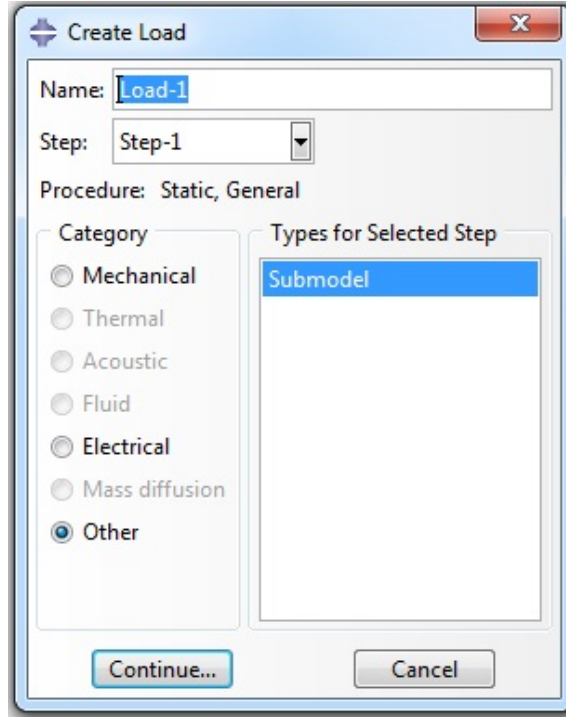 Create Load
Name: Load-1
Step: Step-1
Procedure: Static, General
Category
Mechanical
Thermal
Acoustic
Fluid
Electrical
Mass diffusion
Other
Types for Selected Step
Submodel
Continue... Cancel